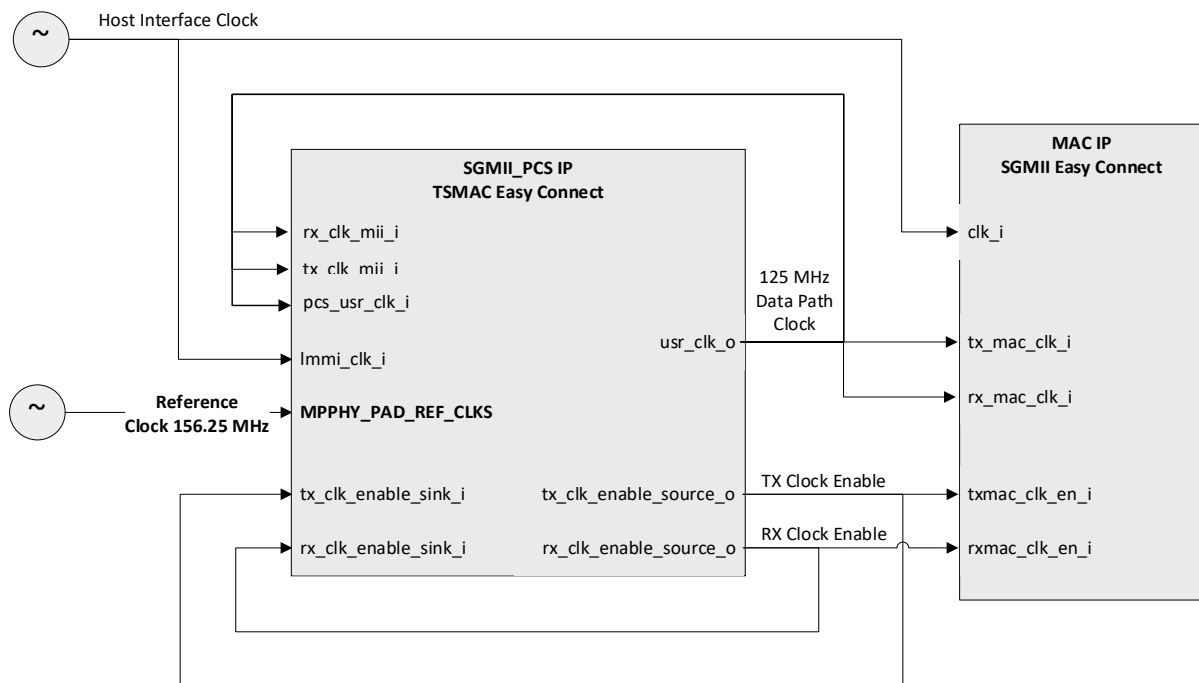 ~
Host Interface Clock
SGMII_PCS IP
TSMAC Easy Connect
MAC IP
SGMII Easy Connect
rx_clk_mii_i
tx_clk_mii_i
pcs_usr_clk_i
lmmi_clk_i
usr_clk_o
125 MHz
Data Path
Clock
clk_i
tx_mac_clk_i
rx_mac_clk_i
~
Reference
Clock 156.25 MHz
MPPHY_PAD_REF_CLKS
tx_clk_enable_sink_i
tx_clk_enable_source_o
TX Clock Enable
txmac_clk_en_i
rx_clk_enable_sink_i
rx_clk_enable_source_o
RX Clock Enable
rxmac_clk_en_i